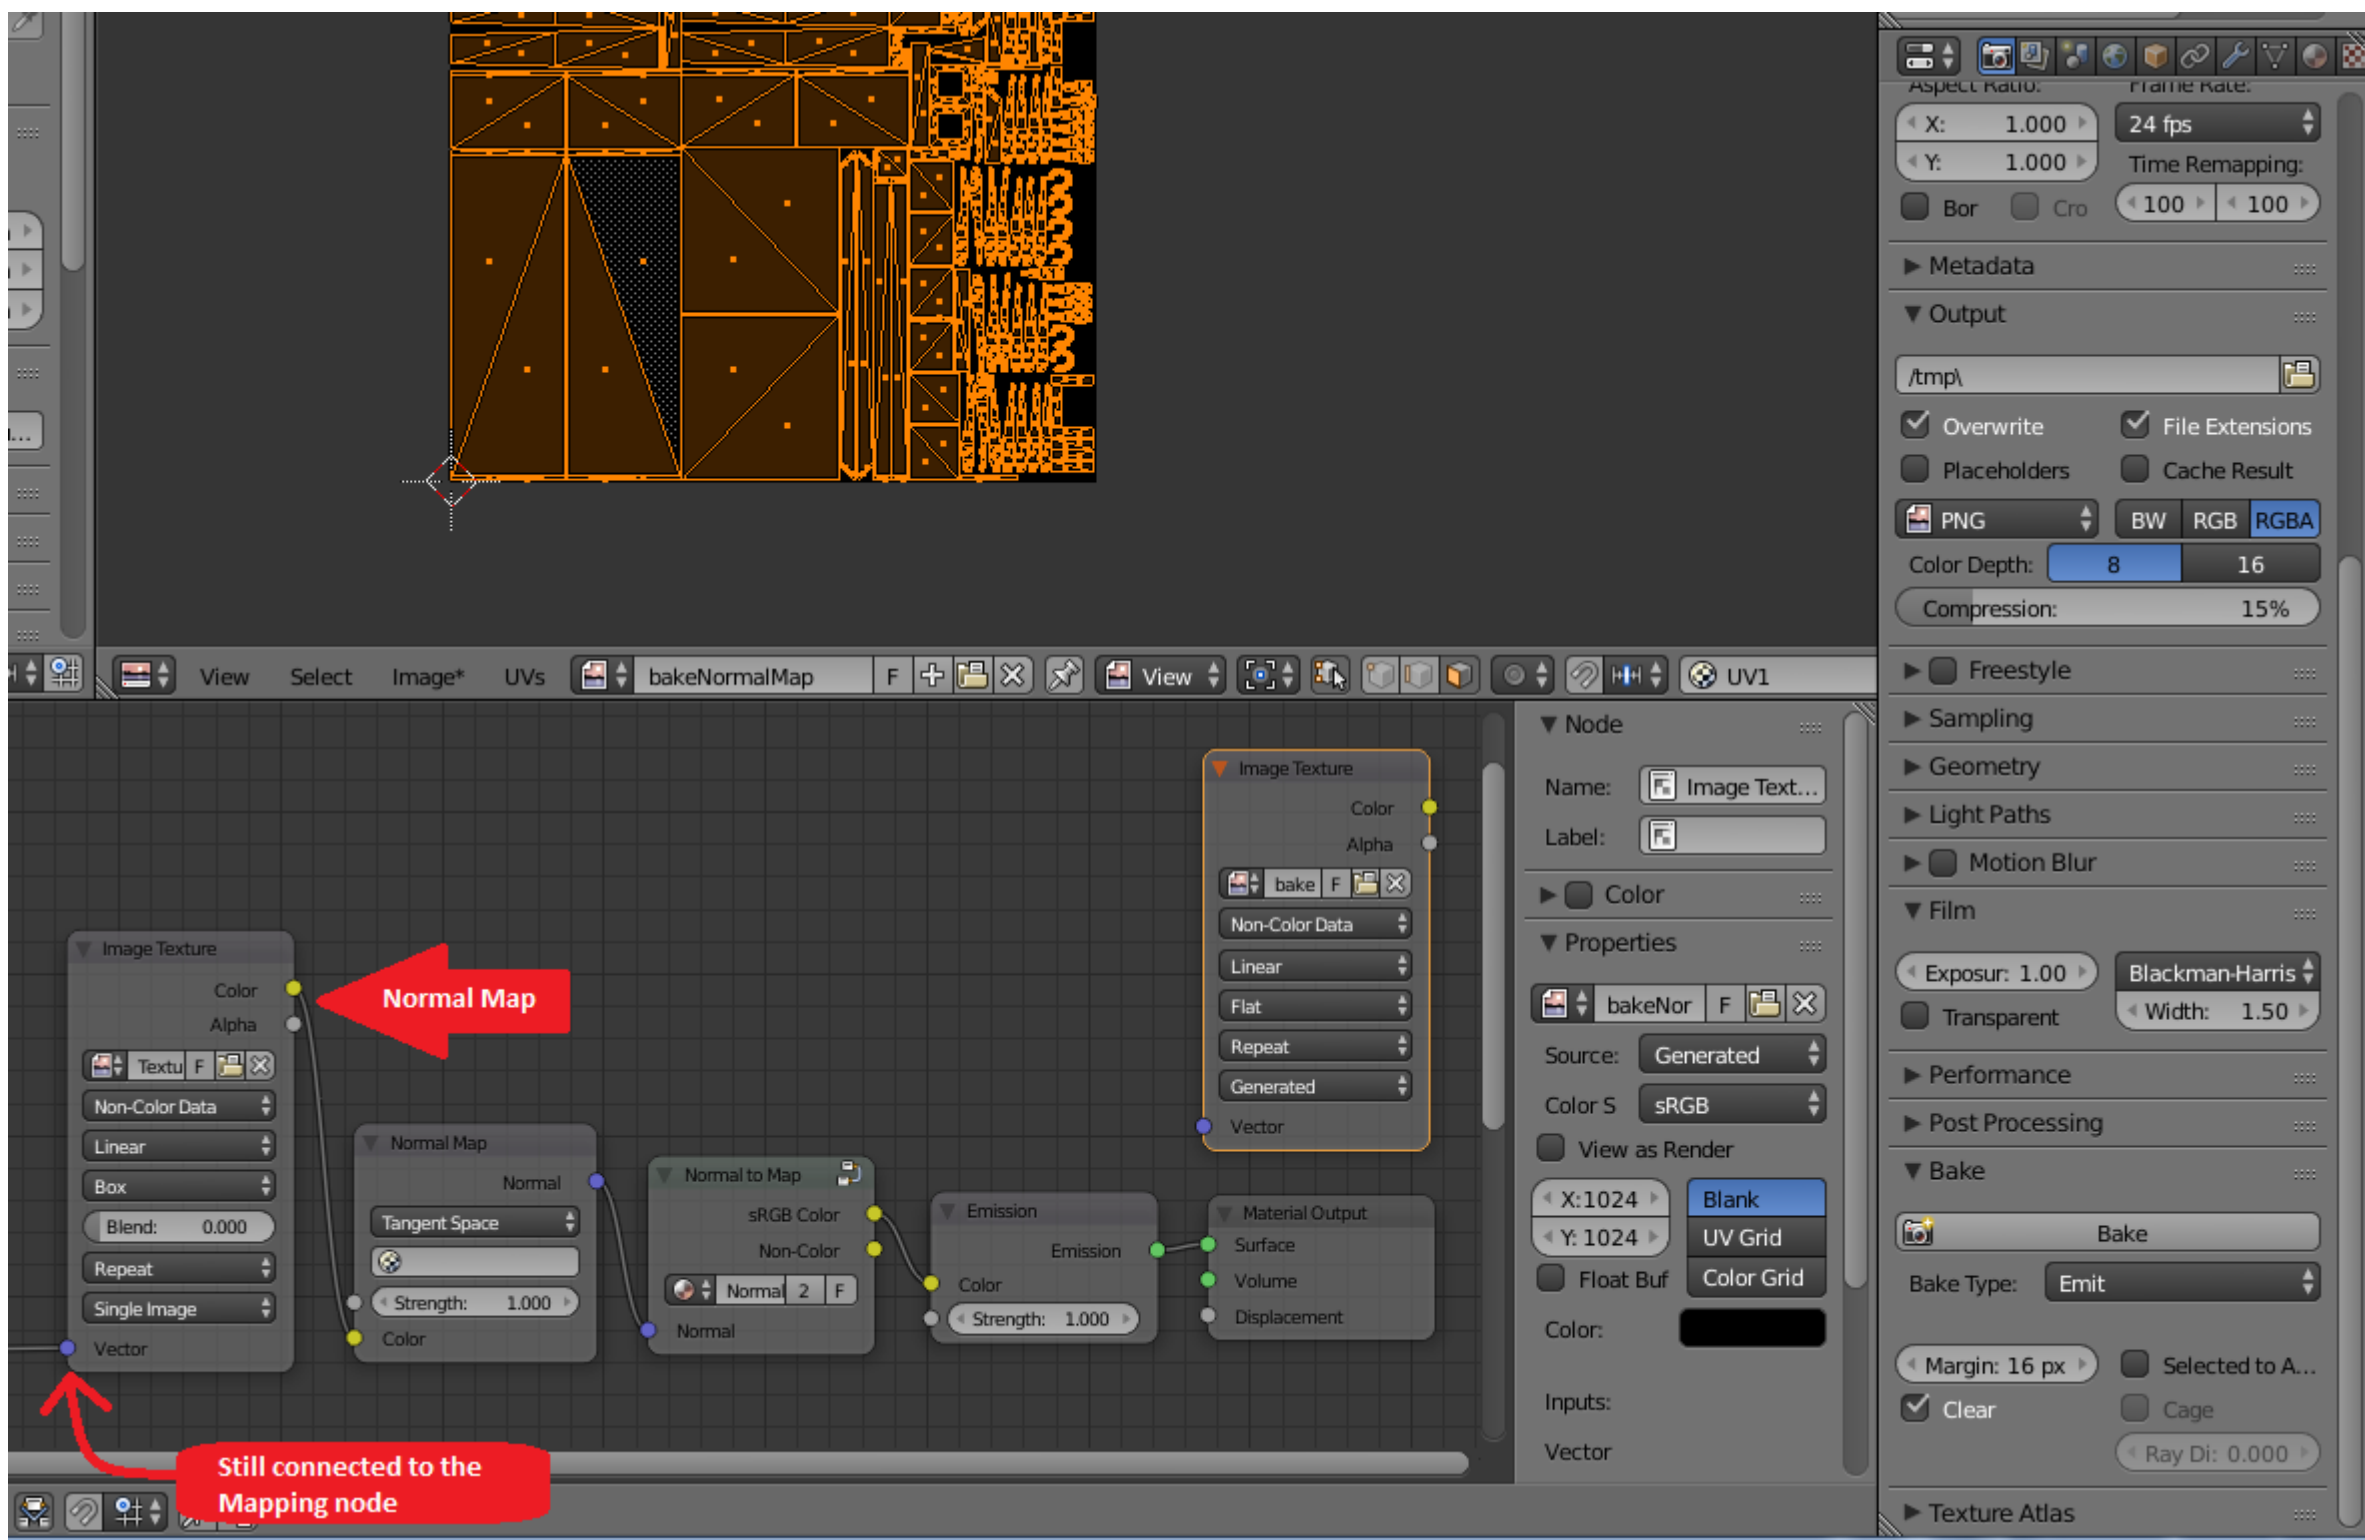 Aspect Ratio:
Frame Rate:
X: 1.000
24 fps
Y: 1.000
Time Remapping:
Bor
Cro
100
100
Metadata
Output
/tmp\
Overwrite
File Extensions
Placeholders
Cache Result
PNG
BW RGB RGBA
Color Depth: 8 16
Compression: 15%
...
View Select Image* UVs bakeNormalMap F View UV1
Freestyle
Sampling
Geometry
Light Paths
Motion Blur
Film
Exposur: 1.00
Blackman-Harris
Transparent
Width: 1.50
Performance
Post Processing
Bake
Bake
Bake Type: Emit
Margin: 16 px
Selected to A...
Clear
Cage
Ray Di: 0.000
Texture Atlas
Node
Name: Image Text...
Label:
Color
Properties
bakeNor F
Source: Generated
Color S sRGB
View as Render
X:1024
Blank
Y: 1024
UV Grid
Float Buf
Color Grid
Color:
Inputs:
Vector
Image Texture
Color
Alpha
bake F
Non-Color Data
Linear
Flat
Repeat
Generated
Vector
Image Texture
Color
Alpha
Textu F
Non-Color Data
Linear
Box
Blend: 0.000
Repeat
Single Image
Vector
Normal Map
Normal Map
Normal
Tangent Space
Strength: 1.000
Color
Normal to Map
sRGB Color
Non-Color
Normal 2 F
Normal
Emission
Emission
Color
Strength: 1.000
Material Output
Surface
Volume
Displacement
Still connected to the
Mapping node